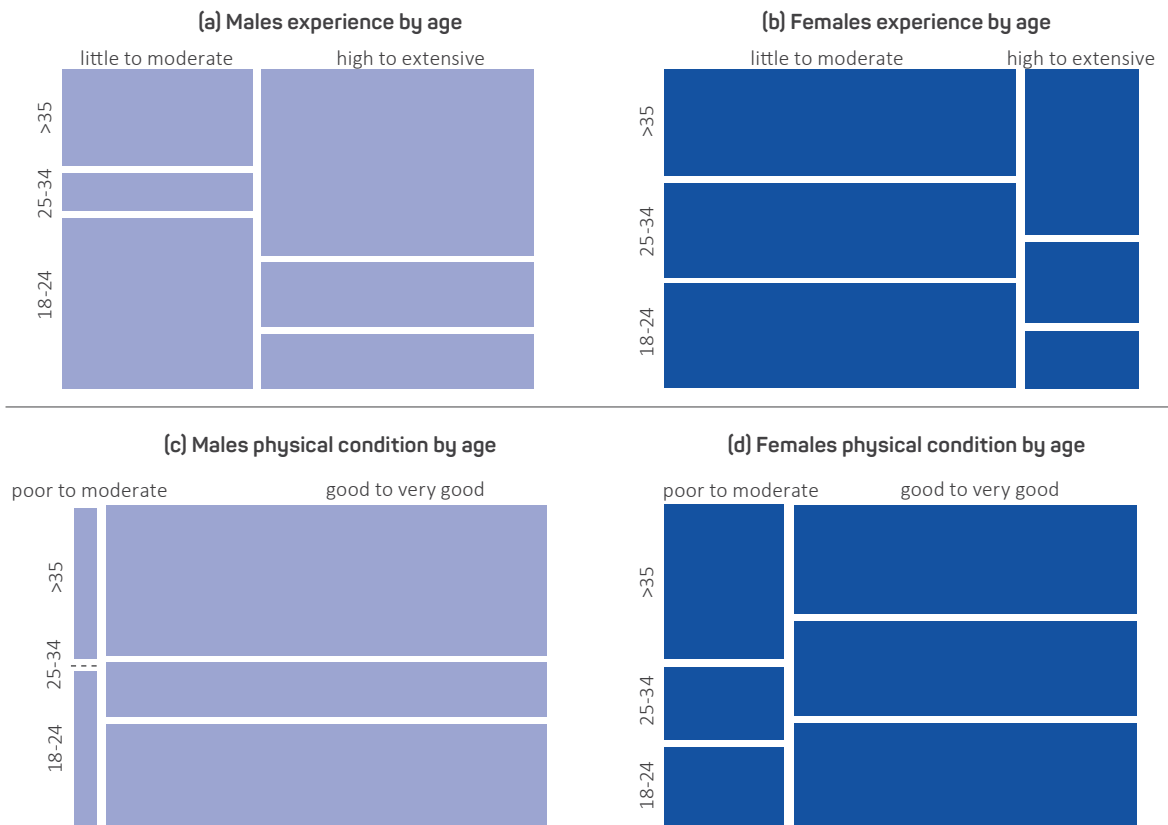 (a) Males experience by age
little to moderate
high to extensive
>35
25-34
18-24
(b) Females experience by age
little to moderate
high to extensive
>35
25-34
18-24
(c) Males physical condition by age
poor to moderate
good to very good
>35
25-34
18-24
(d) Females physical condition by age
poor to moderate
good to very good
>35
25-34
18-24